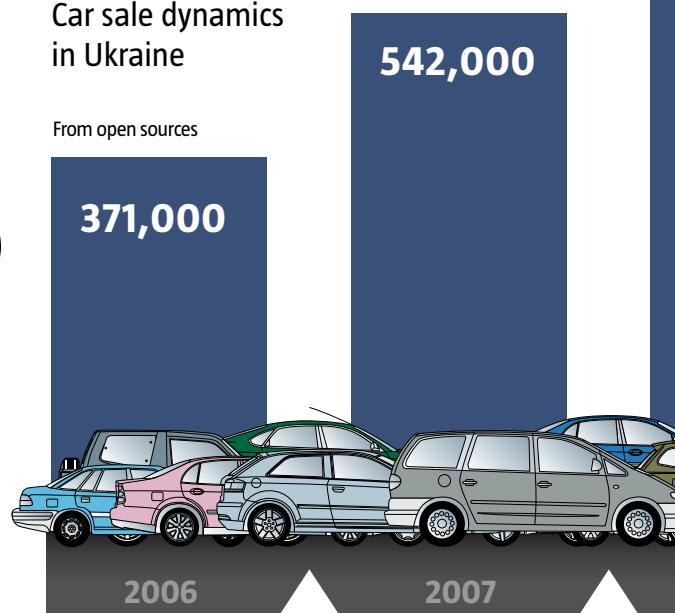 Car sale dynamics
in Ukraine
From open sources
371,000
542,000
2006
2007